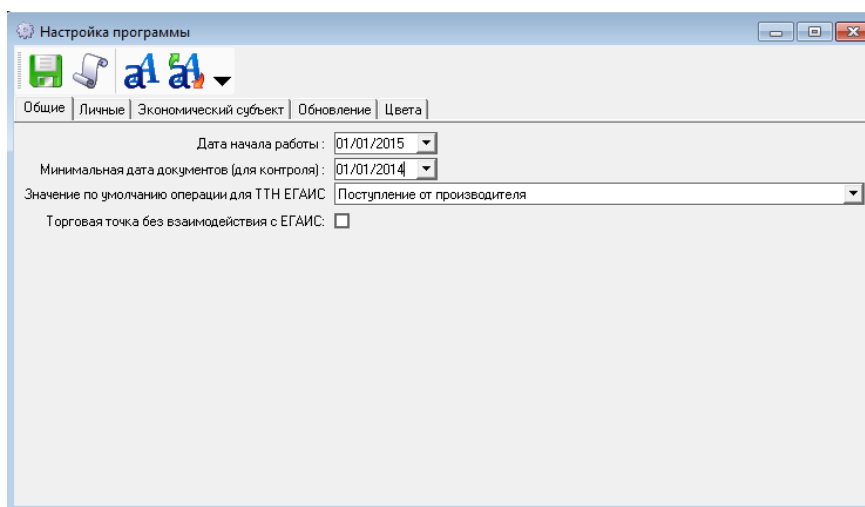 Настройка программы
Общие Личные Экономический субъект Обновление Цвета
Дата начала работы : 01/01/2015
Минимальная дата документов (для контроля) : 01/01/2014
Значение по умолчанию операции для ТТН ЕГАИС Поступление от производителя
Торговая точка без взаимодействия с ЕГАИС: